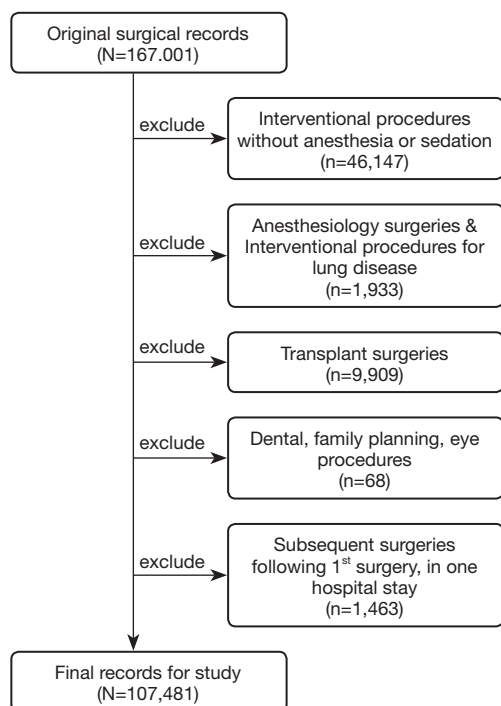 Original surgical records
(N=167.001)
exclude
Interventional procedures
without anesthesia or sedation
(n=46,147)
exclude
Anesthesiology surgeries &
Interventional procedures for
lung disease
(n=1,933)
exclude
Transplant surgeries
(n=9,909)
exclude
Dental, family planning, eye
procedures
(n=68)
exclude
Subsequent surgeries
following 1st surgery, in one
hospital stay
(n=1,463)
Final records for study
(N=107,481)